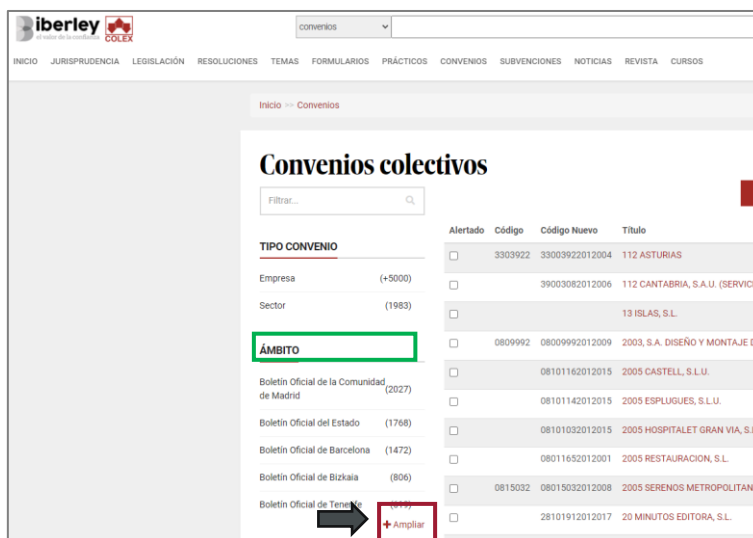 iberley
el valor de la confianza
COLEX
convenios
INICIO JURISPRUDENCIA LEGISLACIÓN RESOLUCIONES TEMAS FORMULARIOS PRÁCTICOS CONVENIOS SUBVENCIONES NOTICIAS REVISTA CURSOS
Inicio >> Convenios
Convenios colectivos
Filtrar...
TIPO CONVENIO
Empresa (+5000)
Sector (1983)
ÁMBITO
Boletín Oficial de la Comunidad
de Madrid (2027)
Boletín Oficial del Estado (1768)
Boletín Oficial de Barcelona (1472)
Boletín Oficial de Bizkaia (806)
Boletín Oficial de Tenerife
+ Ampliar
Alertado Código Código Nuevo Título
3303922 33003922012004 112 ASTURIAS
39003082012006 112 CANTABRIA, S.A.U. (SERVICI
13 ISLAS, S.L.
0809992 08009992012009 2003, S.A. DISEÑO Y MONTAJE D
08101162012015 2005 CASTELL, S.L.U.
08101142012015 2005 ESPLUGUES, S.L.U.
08101032012015 2005 HOSPITALET GRAN VIA, S.
08011652012001 2005 RESTAURACION, S.L.
0815032 08015032012008 2005 SERENOS METROPOLITAN
28101912012017 20 MINUTOS EDITORA, S.L.